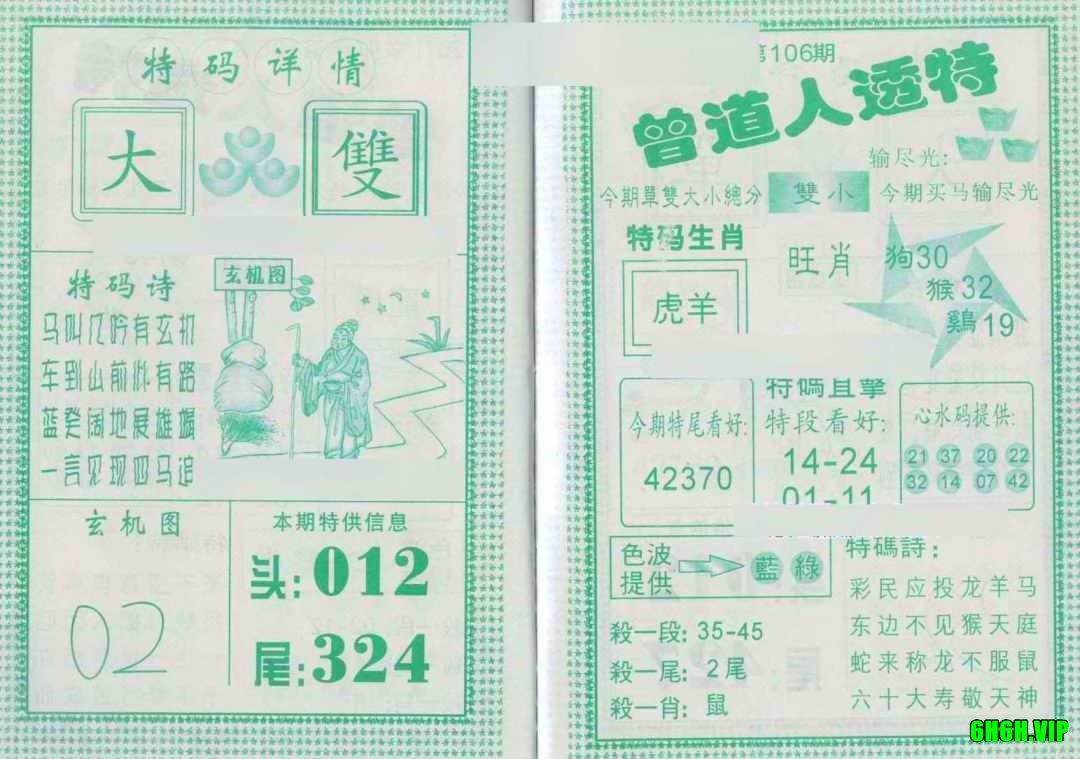 特码详情
大
雙
特码诗
马叫几吟有玄机
车到山前必有路
蓝癸阔地展雄
一言见现四马追
玄机图
玄机图
02
本期特供信息
头:012
尾:324
第106期
曾道人透特
输尽光:
今期單雙大小總分
雙小
今期买马输尽光
特码生肖
虎羊
旺肖
狗30
猴32
鷄19
今期特尾看好:
42370
特碼直擊
特段看好:
14-24
01-11
心水码提供:
21 37 20 22
32 14 07 42
色波
提供
藍 綠
殺一段: 35-45
殺一尾: 2尾
殺一肖: 鼠
特碼詩:
彩民应投龙羊马
东边不见猴天庭
蛇来称龙不服鼠
六十大寿敬天神
6H6H.VIP